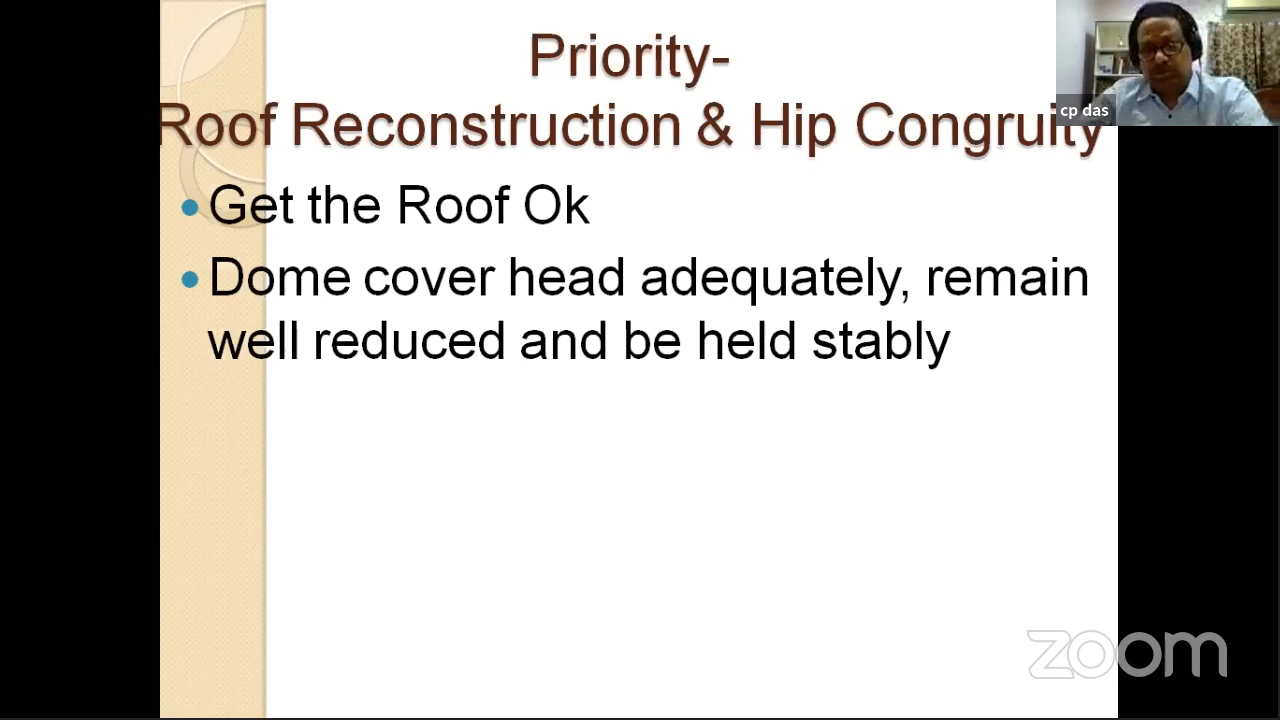 Priority-
Roof Reconstruction & Hip Congruity
Get the Roof Ok
Dome cover head adequately, remain
well reduced and be held stably
cp das
zoom